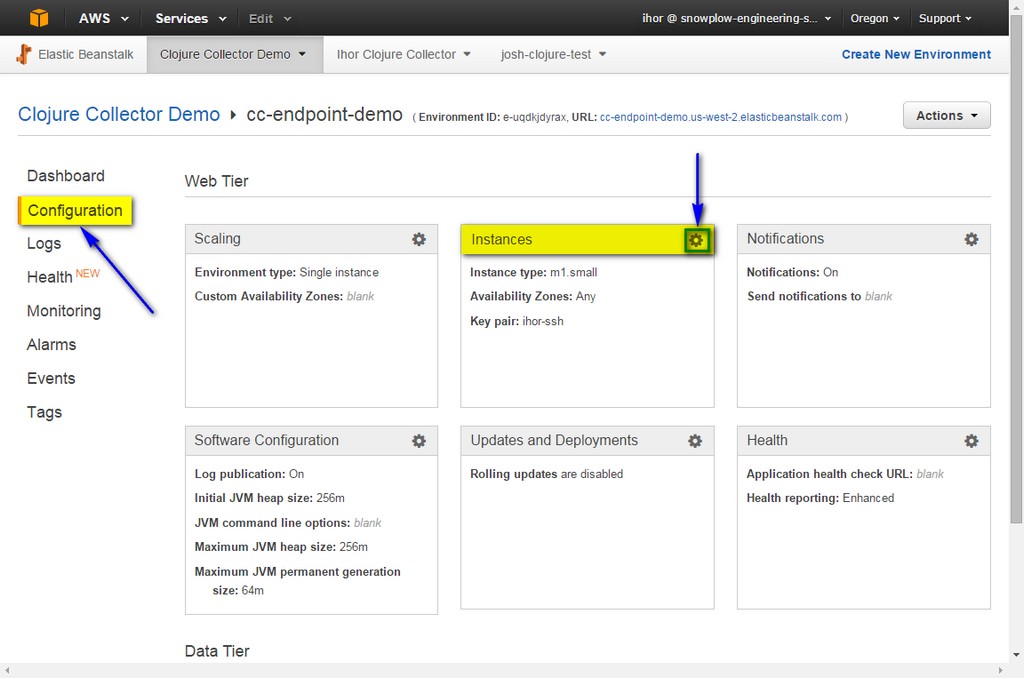 AWS Services Edit ihor @ snowplow-engineering-s... Oregon Support
Elastic Beanstalk Clojure Collector Demo Ihor Clojure Collector josh-clojure-test Create New Environment
Clojure Collector Demo cc-endpoint-demo ( Environment ID: e-uqdkjdyrax, URL: cc-endpoint-demo.us-west-2.elasticbeanstalk.com ) Actions
Dashboard
Configuration
Logs
Health NEW
Monitoring
Alarms
Events
Tags
Web Tier
Scaling
Environment type: Single instance
Custom Availability Zones: blank
Instances
Instance type: m1.small
Availability Zones: Any
Key pair: ihor-ssh
Notifications
Notifications: On
Send notifications to blank
Software Configuration
Log publication: On
Initial JVM heap size: 256m
JVM command line options: blank
Maximum JVM heap size: 256m
Maximum JVM permanent generation
size: 64m
Updates and Deployments
Rolling updates are disabled
Health
Application health check URL: blank
Health reporting: Enhanced
Data Tier